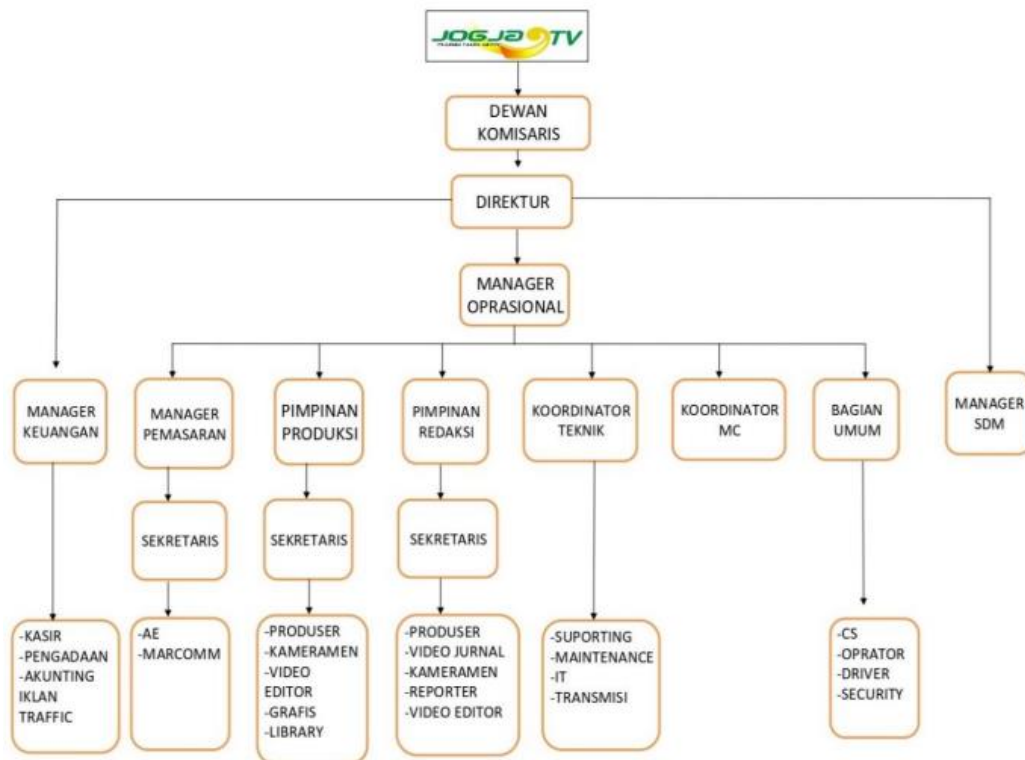 JOGJA TV
DEWAN
KOMISARIS
DIREKTUR
MANAGER
OPRASIONAL
MANAGER
KEUANGAN
MANAGER
PEMASARAN
PIMPINAN
PRODUKSI
PIMPINAN
REDAKSI
KOORDINATOR
TEKNIK
KOORDINATOR
MC
BAGIAN
UMUM
MANAGER
SDM
SEKRETARIS
SEKRETARIS
SEKRETARIS
-KASIR
-PENGADAAN
-AKUNTING
IKLAN
TRAFFIC
-AE
-MARCOMM
-PRODUSER
-KAMERAMEN
-VIDEO
EDITOR
-GRAFIS
-LIBRARY
-PRODUSER
-VIDEO JURNAL
-KAMERAMEN
-REPORTER
-VIDEO EDITOR
-SUPORTING
-MAINTENANCE
-IT
-TRANSMISI
-CS
-OPRATOR
-DRIVER
-SECURITY